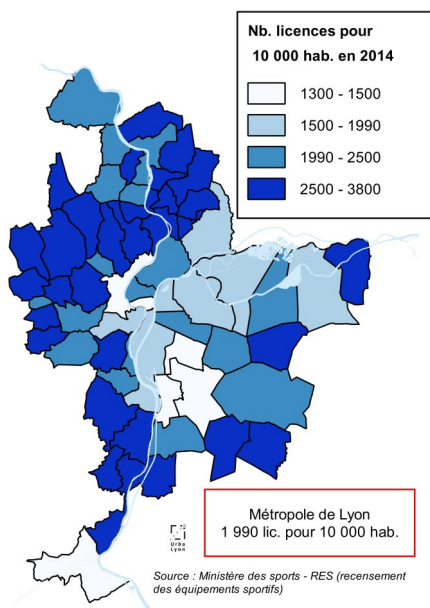 Nb. licences pour
10 000 hab. en 2014
1300 - 1500
1500 - 1990
1990 - 2500
2500 - 3800
Métropole de Lyon
1 990 lic. pour 10 000 hab.
Urba
Lyon
Source : Ministère des sports - RES (recensement
des équipements sportifs)